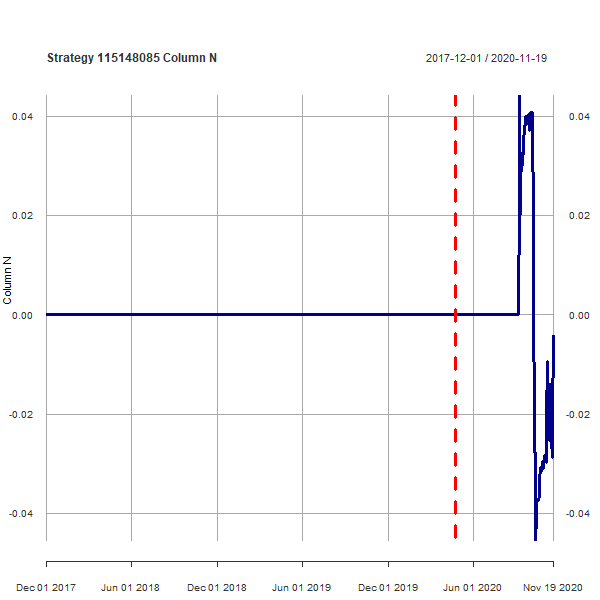 Strategy 115148085 Column N
2017-12-01 / 2020-11-19
0.04 0.04
0.02 0.02
0.00 0.00
-0.02 -0.02
-0.04 -0.04
Column N
Dec 01 2017 Jun 01 2018 Dec 01 2018 Jun 01 2019 Dec 01 2019 Jun 01 2020 Nov 19 2020